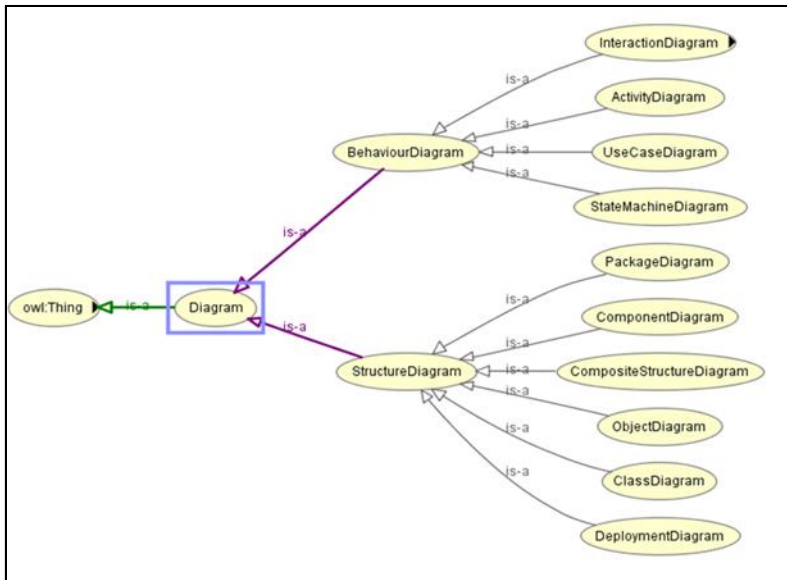 InteractionDiagram
is-a
ActivityDiagram
is-a
BehaviourDiagram
is-a
UseCaseDiagram
is-a
StateMachineDiagram
is-a
PackageDiagram
is-a
owl:Thing
is-a
Diagram
is-a
ComponentDiagram
is-a
StructureDiagram
is-a
CompositeStructureDiagram
is-a
ObjectDiagram
is-a
ClassDiagram
is-a
DeploymentDiagram